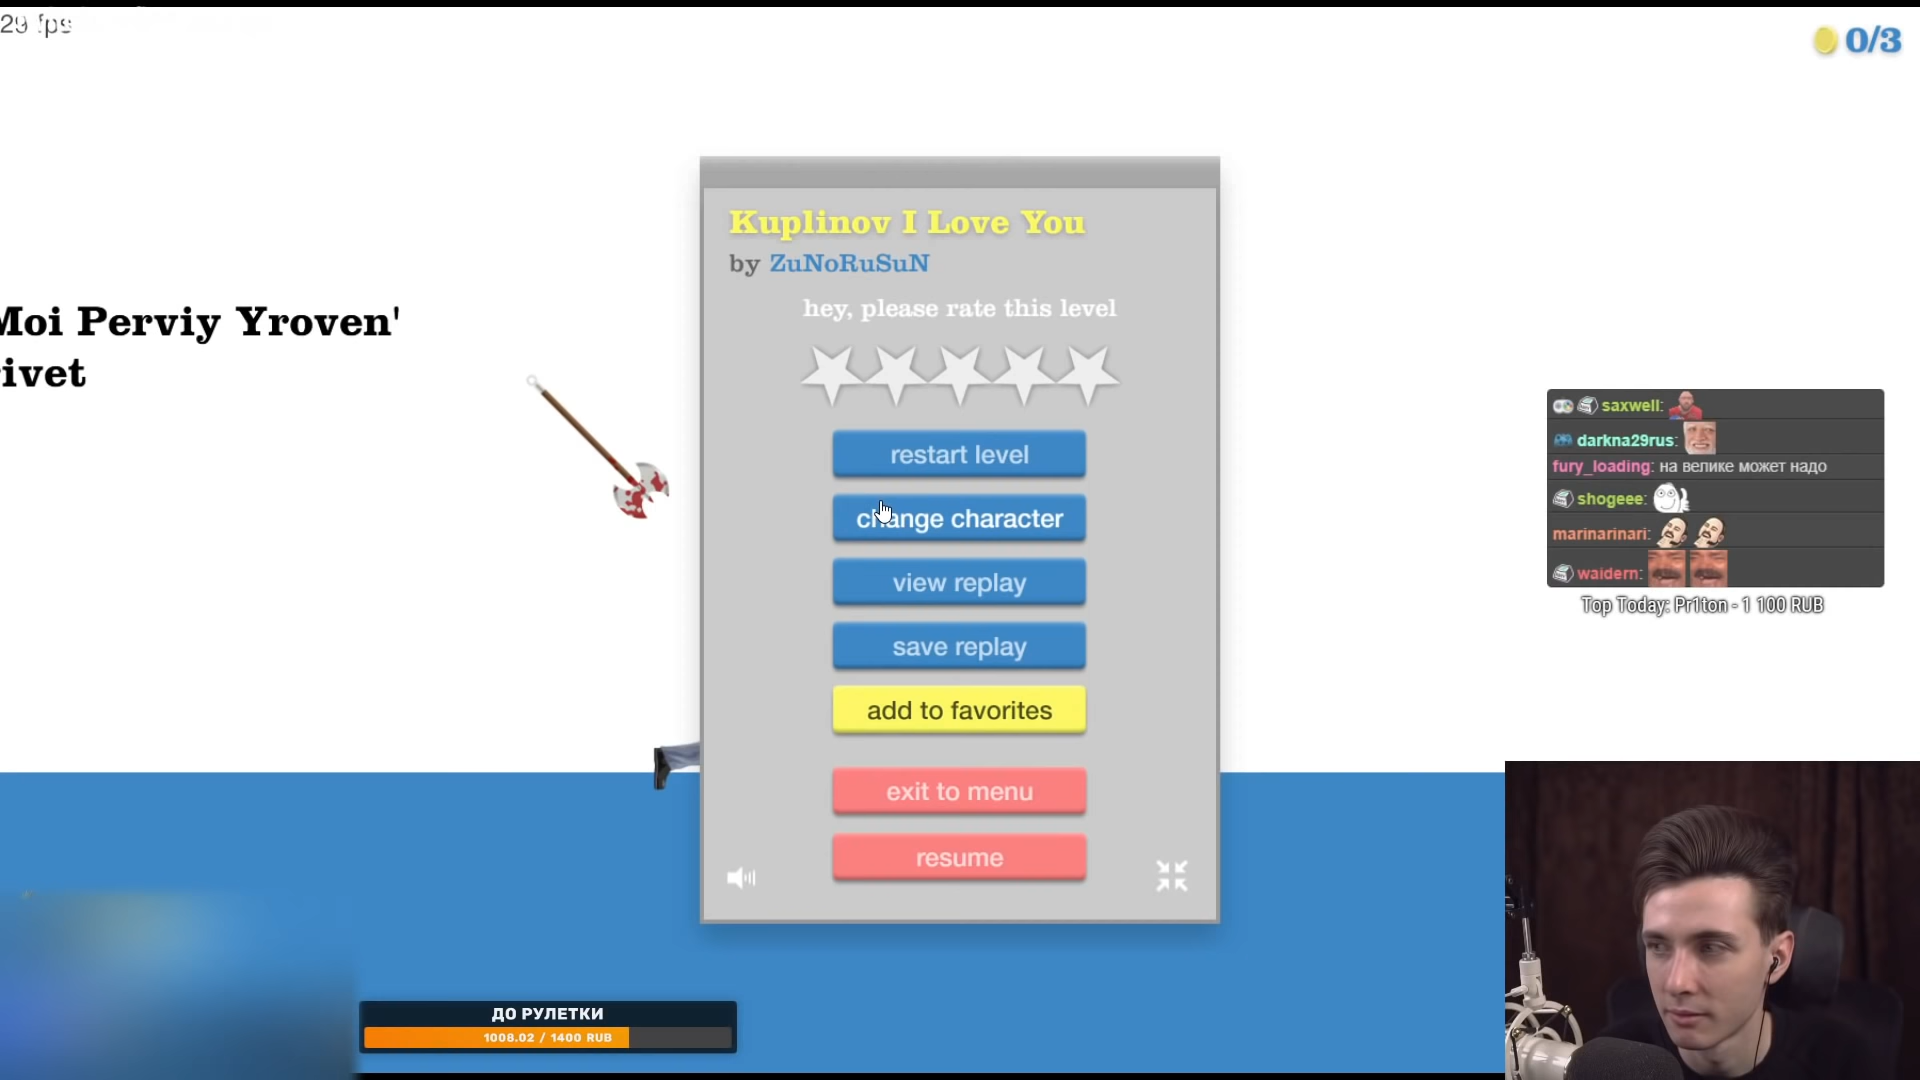 29 fps
0/3
Kuplinov I Love You
by ZuNoRuSuN
hey, please rate this level
Moi Perviy Yroven'
rivet
restart level
change character
view replay
save replay
add to favorites
exit to menu
resume
saxwell:
darkna29rus:
fury_loading: на велике может надо
shogeee:
marinarinari:
waidern:
Top Today: Pr1ton - 1 100 RUB
ДО РУЛЕТКИ
1008.02 / 1400 RUB